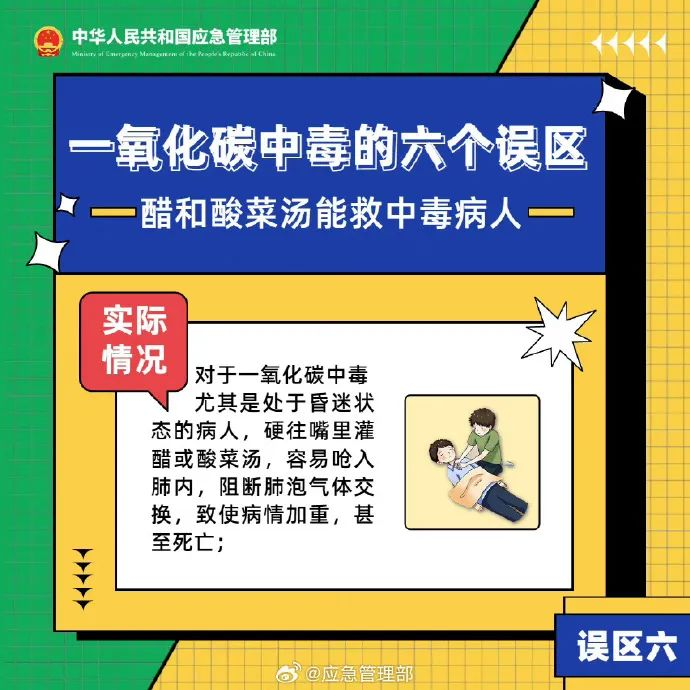 中华人民共和国应急管理部
Ministry of Emergency Management of the People's Republic of China
一氧化碳中毒的六个误区
醋和酸菜汤能救中毒病人
实际
情况
对于一氧化碳中毒
尤其是处于昏迷状
态的病人，硬往嘴里灌
醋或酸菜汤，容易呛入
肺内，阻断肺泡气体交
换，致使病情加重，甚
至死亡；
误区六
@应急管理部